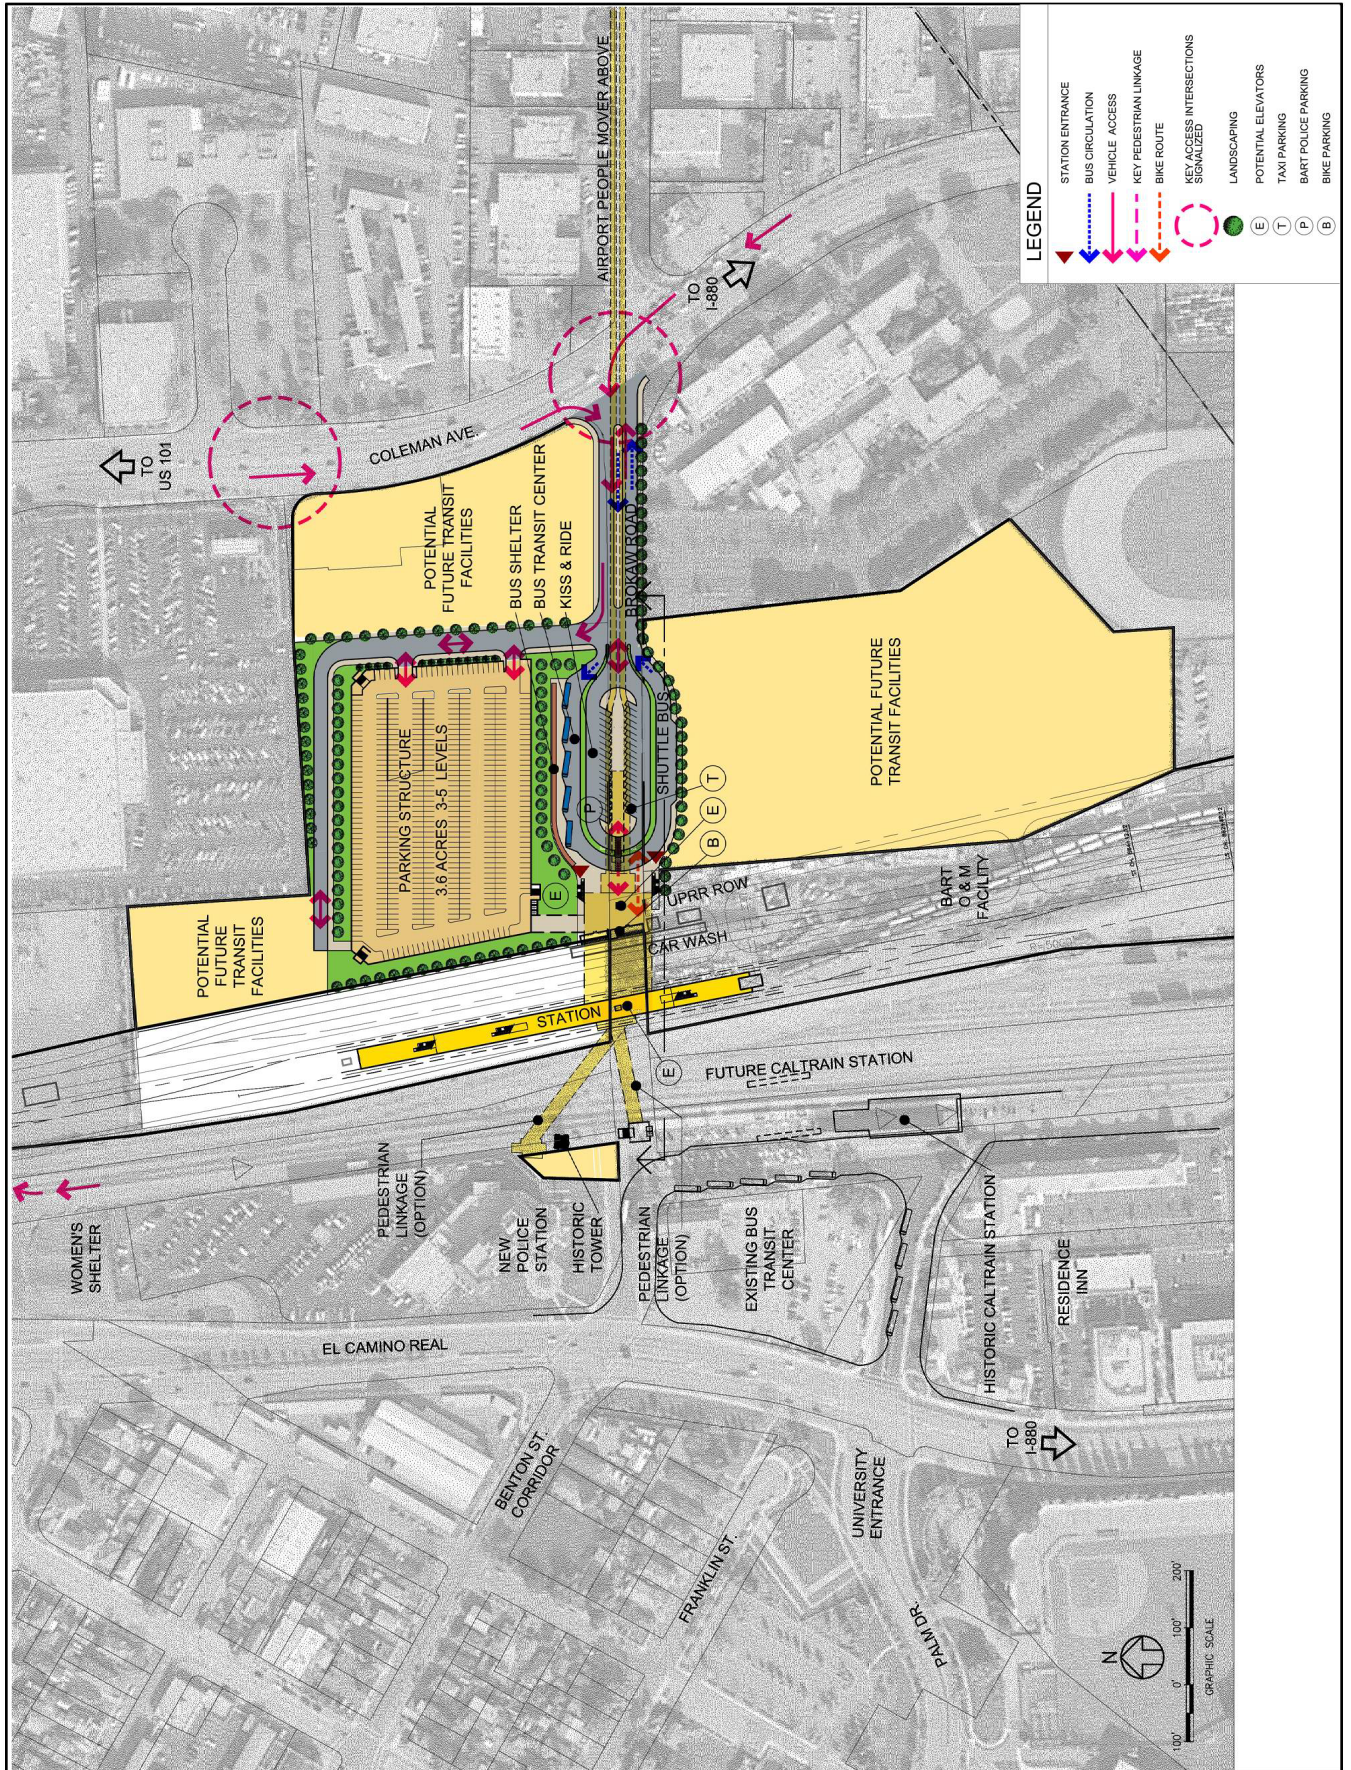 AIRPORT PEOPLE MOVER ABOVE
TO
US 101
COLEMAN AVE.
TO
I-880
POTENTIAL
FUTURE TRANSIT
FACILITIES
BUS SHELTER
BUS TRANSIT CENTER
KISS & RIDE
BROKAW ROAD
SHUTTLE BUS
PARKING STRUCTURE
3.6 ACRES 3-5 LEVELS
P
T
E
B
E
POTENTIAL FUTURE
TRANSIT FACILITIES
POTENTIAL
FUTURE
TRANSIT
FACILITIES
UPRR ROW
CAR WASH
BART
O & M
FACILITY
STATION
E
FUTURE CALTRAIN STATION
PEDESTRIAN
LINKAGE
(OPTION)
WOMEN'S
SHELTER
NEW
POLICE
STATION
HISTORIC
TOWER
PEDESTRIAN
LINKAGE
(OPTION)
EXISTING BUS
TRANSIT
CENTER
HISTORIC CALTRAIN STATION
RESIDENCE
INN
EL CAMINO REAL
BENTON ST.
CORRIDOR
FRANKLIN ST.
UNIVERSITY
ENTRANCE
PALM DR.
TO
I-880
N
100'
0'
100'
200'
GRAPHIC SCALE
LEGEND
STATION ENTRANCE
BUS CIRCULATION
VEHICLE ACCESS
KEY PEDESTRIAN LINKAGE
BIKE ROUTE
KEY ACCESS INTERSECTIONS
SIGNALIZED
LANDSCAPING
E POTENTIAL ELEVATORS
T TAXI PARKING
P BART POLICE PARKING
B BIKE PARKING